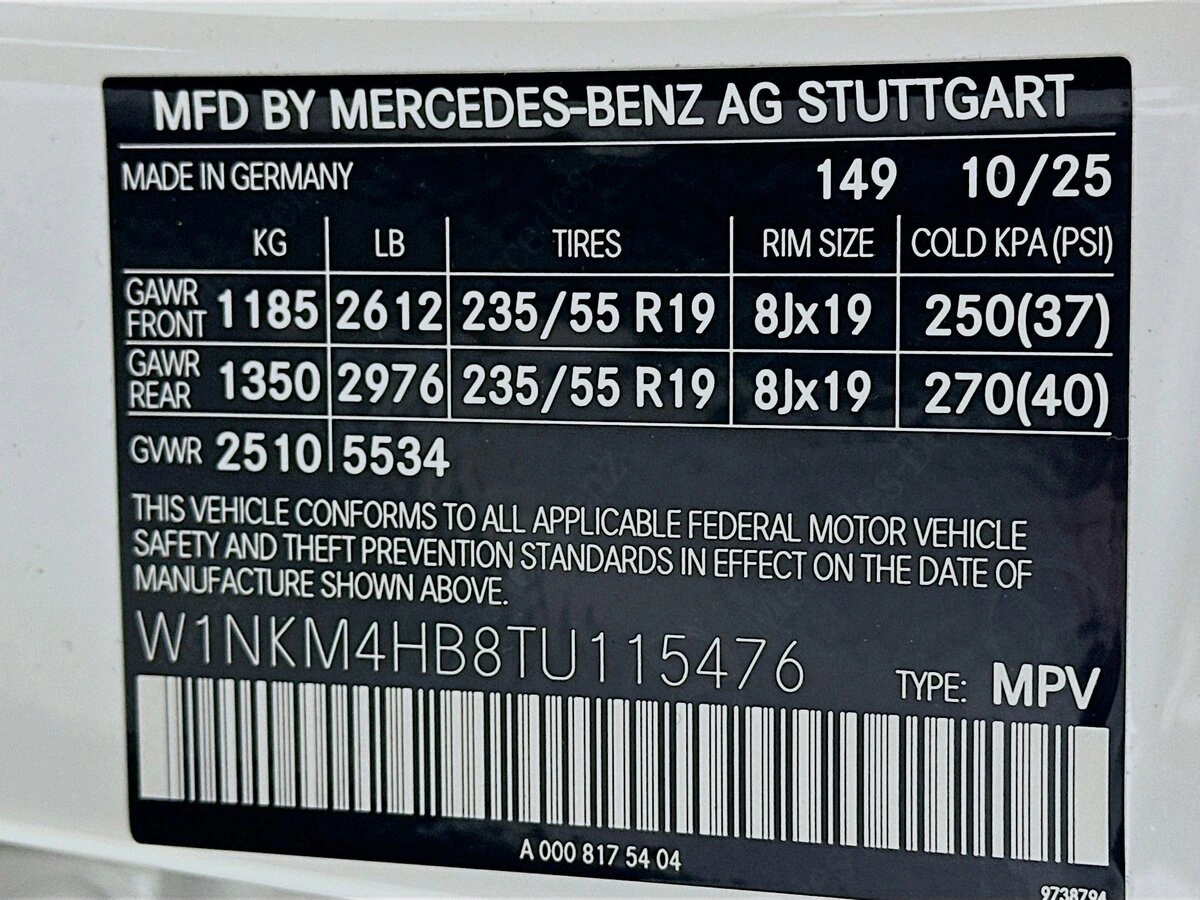 MFD BY MERCEDES-BENZ AG STUTTGART
MADE IN GERMANY 149 10/25
KG LB TIRES RIM SIZE COLD KPA (PSI)
GAWR FRONT 1185 2612 235/55 R19 8Jx19 250(37)
GAWR REAR 1350 2976 235/55 R19 8Jx19 270(40)
GVWR 2510 5534
THIS VEHICLE CONFORMS TO ALL APPLICABLE FEDERAL MOTOR VEHICLE
SAFETY AND THEFT PREVENTION STANDARDS IN EFFECT ON THE DATE OF
MANUFACTURE SHOWN ABOVE.
W1NKM4HB8TU115476
TYPE: MPV
A 000 817 54 04
9738794